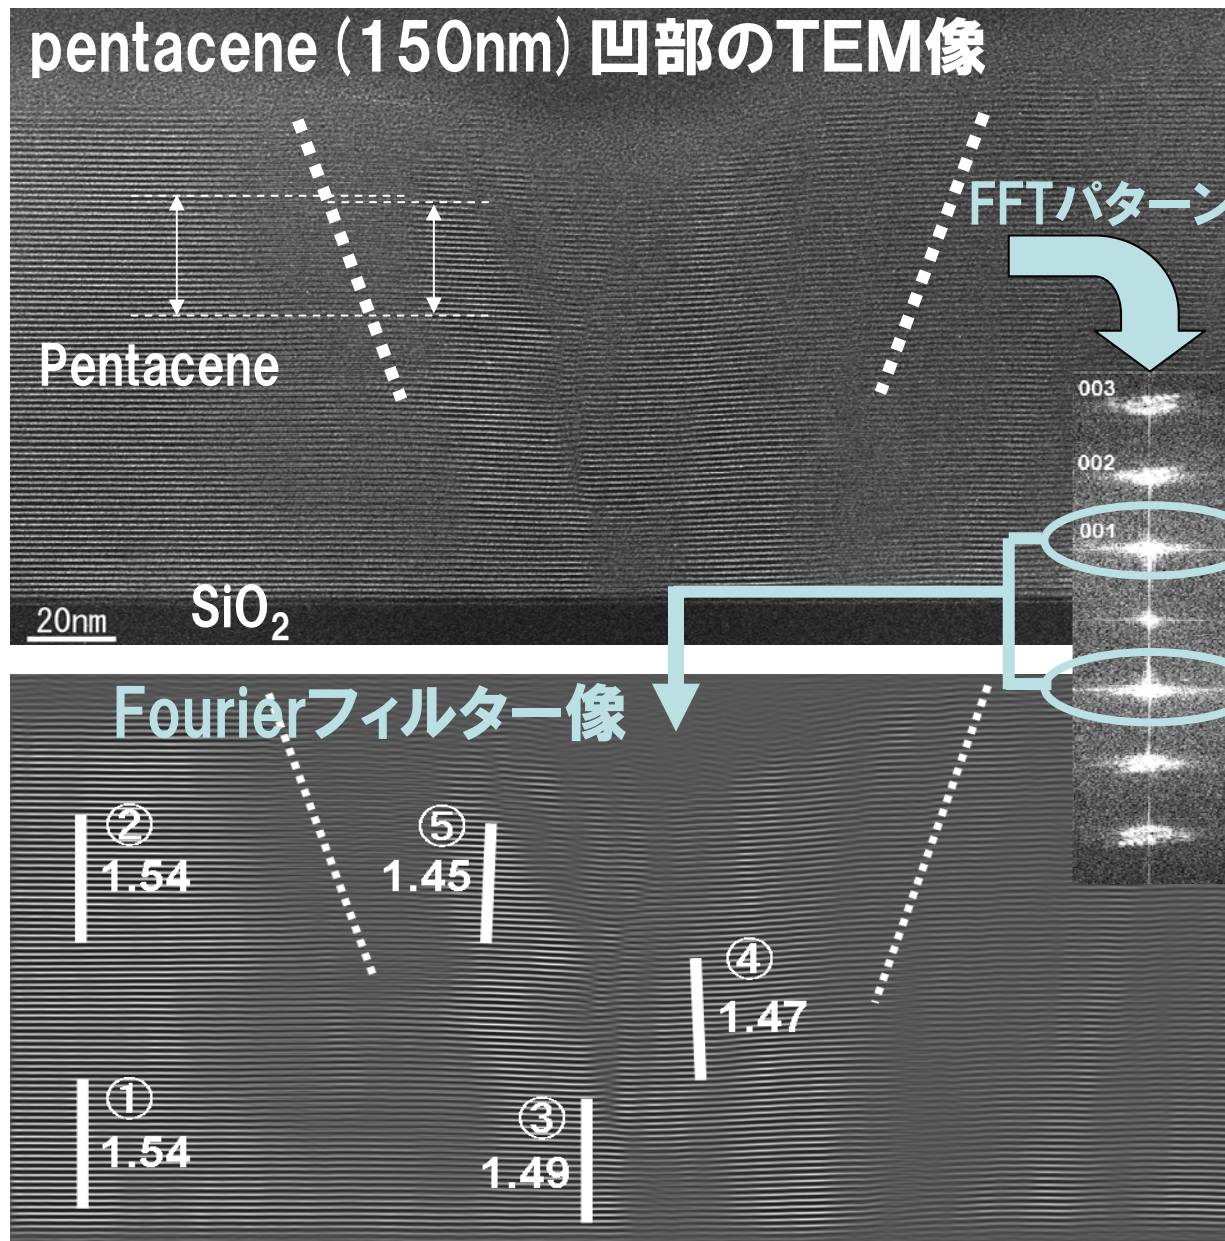 pentacene (150nm) 凹部のTEM像
FFTパターン
Pentacene
003
002
001
SiO2
20nm
Fourierフィルター像
②
1.54
⑤
1.45
④
1.47
①
1.54
③
1.49